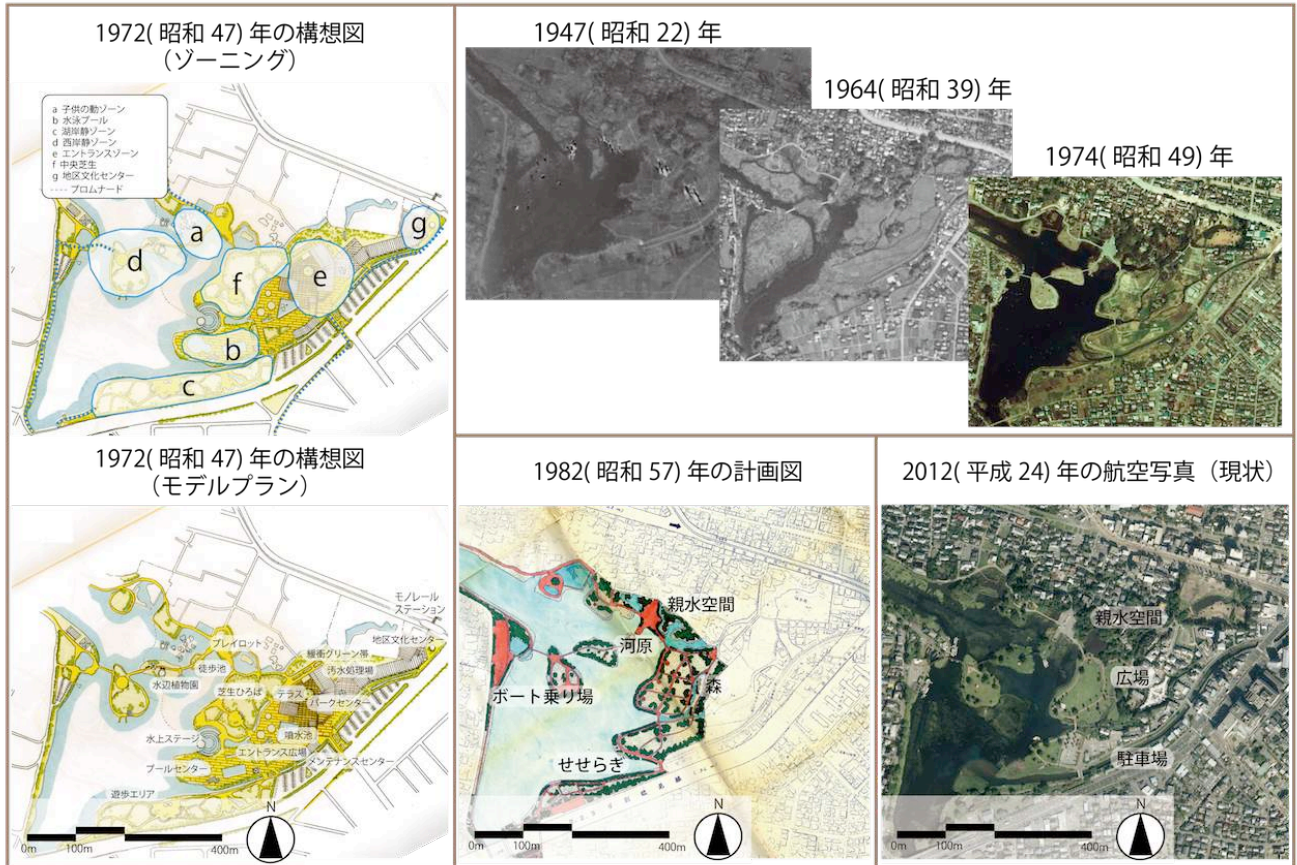 1972( 昭和 47) 年の構想図
（ゾーニング）
a 子供の動ゾーン
b 水泳プール
c 湖岸静ゾーン
d 西岸静ゾーン
e エントランスゾーン
f 中央芝生
g 地区文化センター
---- プロムナード
a
g
d
f
e
b
c
1947( 昭和 22) 年
1964( 昭和 39) 年
1974( 昭和 49) 年
1972( 昭和 47) 年の構想図
（モデルプラン）
モノレール
ステーション
地区文化センター
プレイロット
緩衝グリーン帯
汚水処理場
徒歩池
水辺植物園
芝生ひろば
テラス
パークセンター
水上ステージ
噴水池
エントランス広場
メンテナンスセンター
プールセンター
遊歩エリア
N
0m
100m
400m
1982( 昭和 57) 年の計画図
親水空間
河原
森
ボート乗り場
せせらぎ
N
0m
100m
400m
2012( 平成 24) 年の航空写真（現状）
親水空間
広場
駐車場
N
0m
100m
400m